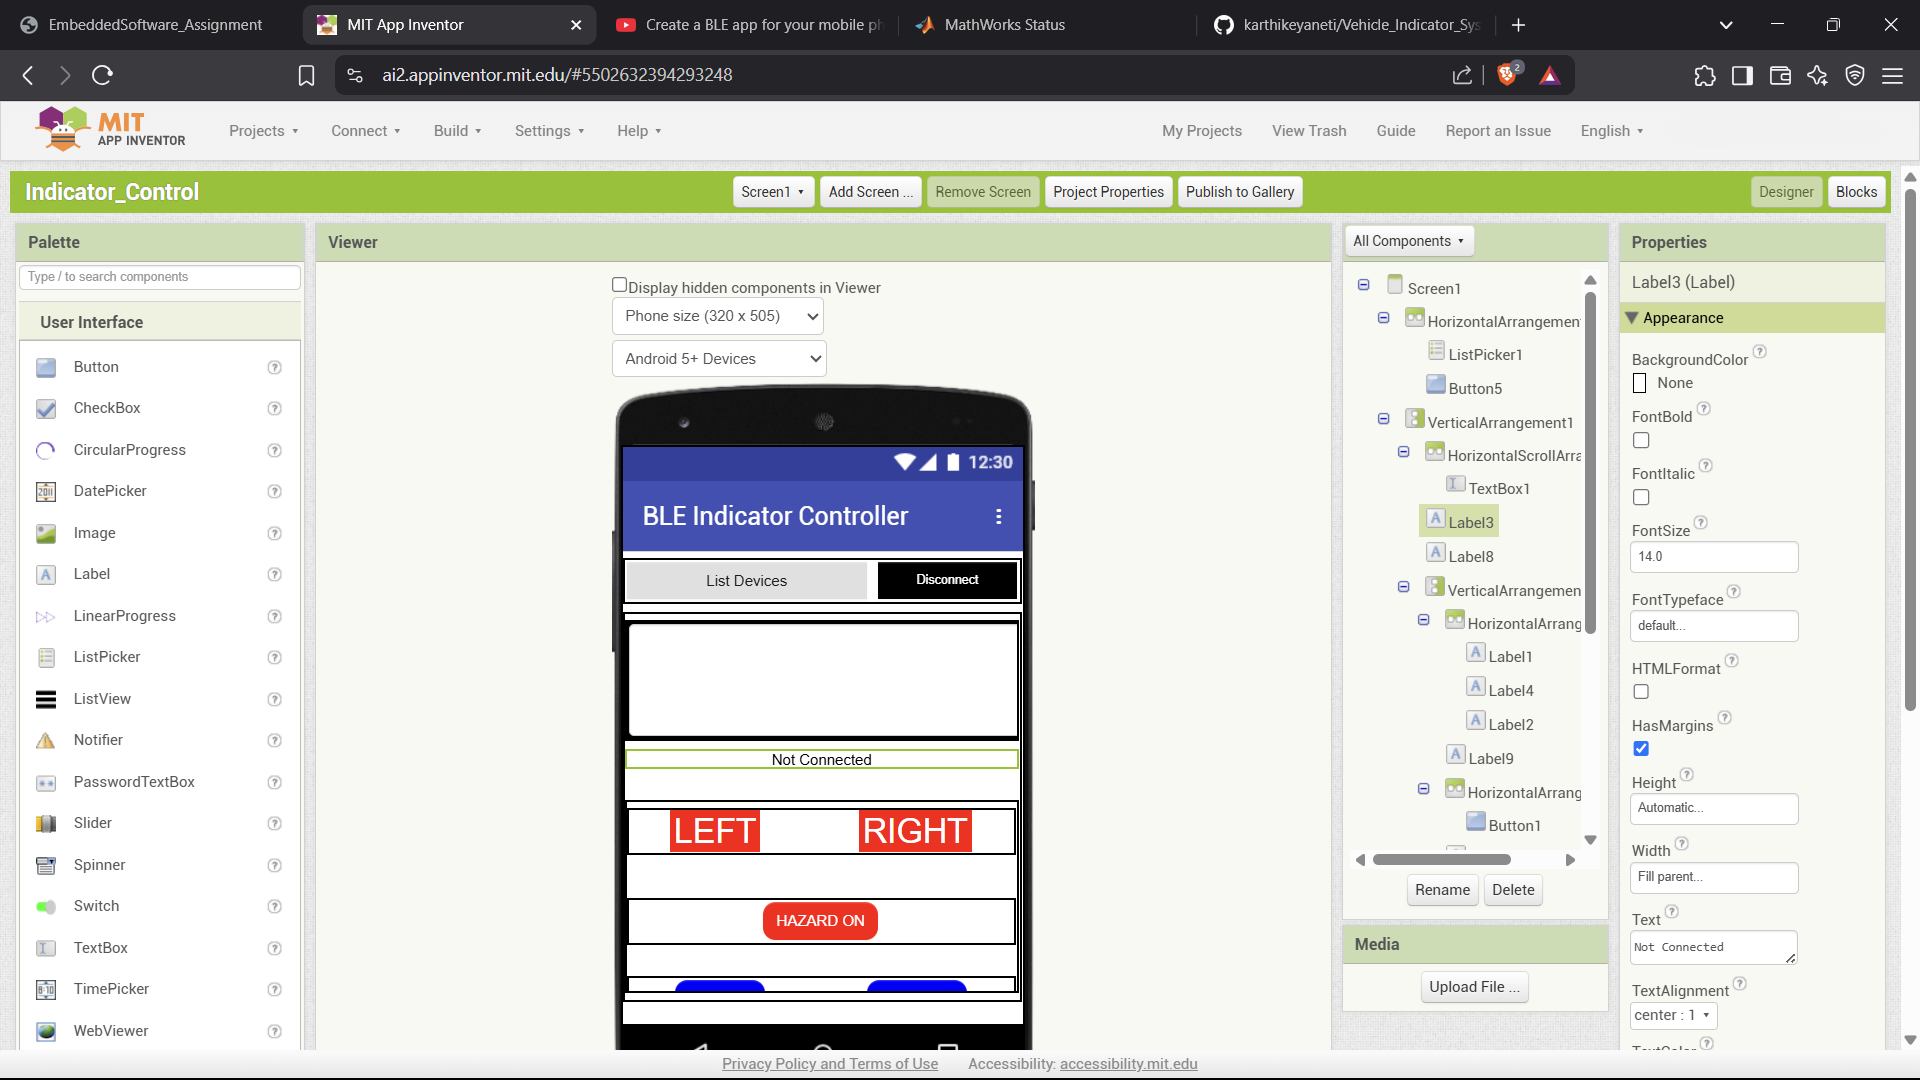 EmbeddedSoftware_Assignment
MIT App Inventor
Create a BLE app for your mobile ph
MathWorks Status
karthikeyaneti/Vehicle_Indicator_Sys
ai2.appinventor.mit.edu/#5502632394293248
2
MIT
APP INVENTOR
Projects
Connect
Build
Settings
Help
My Projects
View Trash
Guide
Report an Issue
English
Indicator_Control
Screen1
Add Screen ...
Remove Screen
Project Properties
Publish to Gallery
Designer
Blocks
Palette
Type / to search components
User Interface
Button
CheckBox
CircularProgress
DatePicker
Image
Label
LinearProgress
ListPicker
ListView
Notifier
PasswordTextBox
Slider
Spinner
Switch
TextBox
TimePicker
WebViewer
Viewer
Display hidden components in Viewer
Phone size (320 x 505)
Android 5+ Devices
12:30
BLE Indicator Controller
List Devices
Disconnect
Not Connected
LEFT
RIGHT
HAZARD ON
All Components
Screen1
HorizontalArrangemen
ListPicker1
Button5
VerticalArrangement1
HorizontalScrollArra
TextBox1
Label3
Label8
VerticalArrangemen
HorizontalArrang
Label1
Label4
Label2
Label9
HorizontalArrang
Button1
Rename
Delete
Media
Upload File ...
Properties
Label3 (Label)
Appearance
BackgroundColor
None
FontBold
FontItalic
FontSize
14.0
FontTypeface
default...
HTMLFormat
HasMargins
Height
Automatic...
Width
Fill parent...
Text
Not Connected
TextAlignment
center : 1
TextColor
Privacy Policy and Terms of Use
Accessibility: accessibility.mit.edu